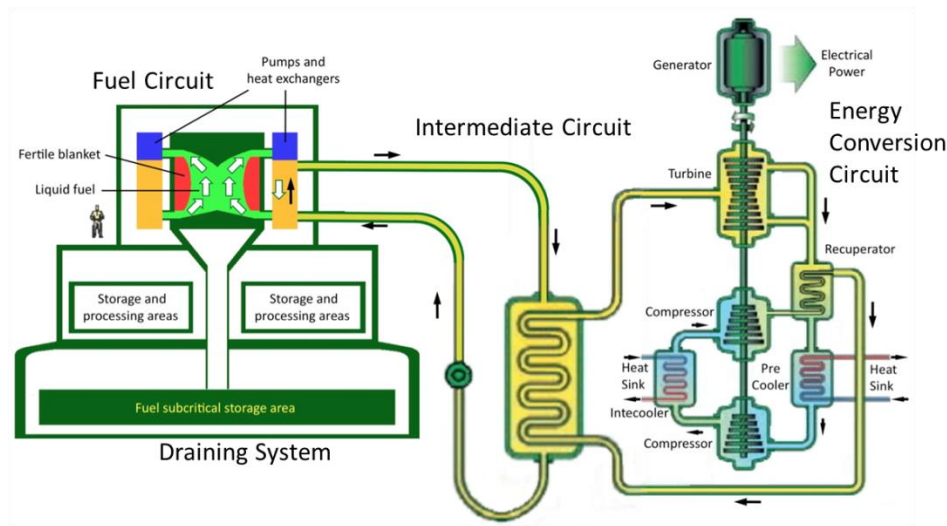 Fuel Circuit
Pumps and
heat exchangers
Fertile blanket
Liquid fuel
Storage and
processing areas
Storage and
processing areas
Fuel subcritical storage area
Draining System
Intermediate Circuit
Generator
Electrical
Power
Energy
Conversion
Circuit
Turbine
Recuperator
Compressor
Heat
Sink
Intecooler
Pre
Cooler
Heat
Sink
Compressor